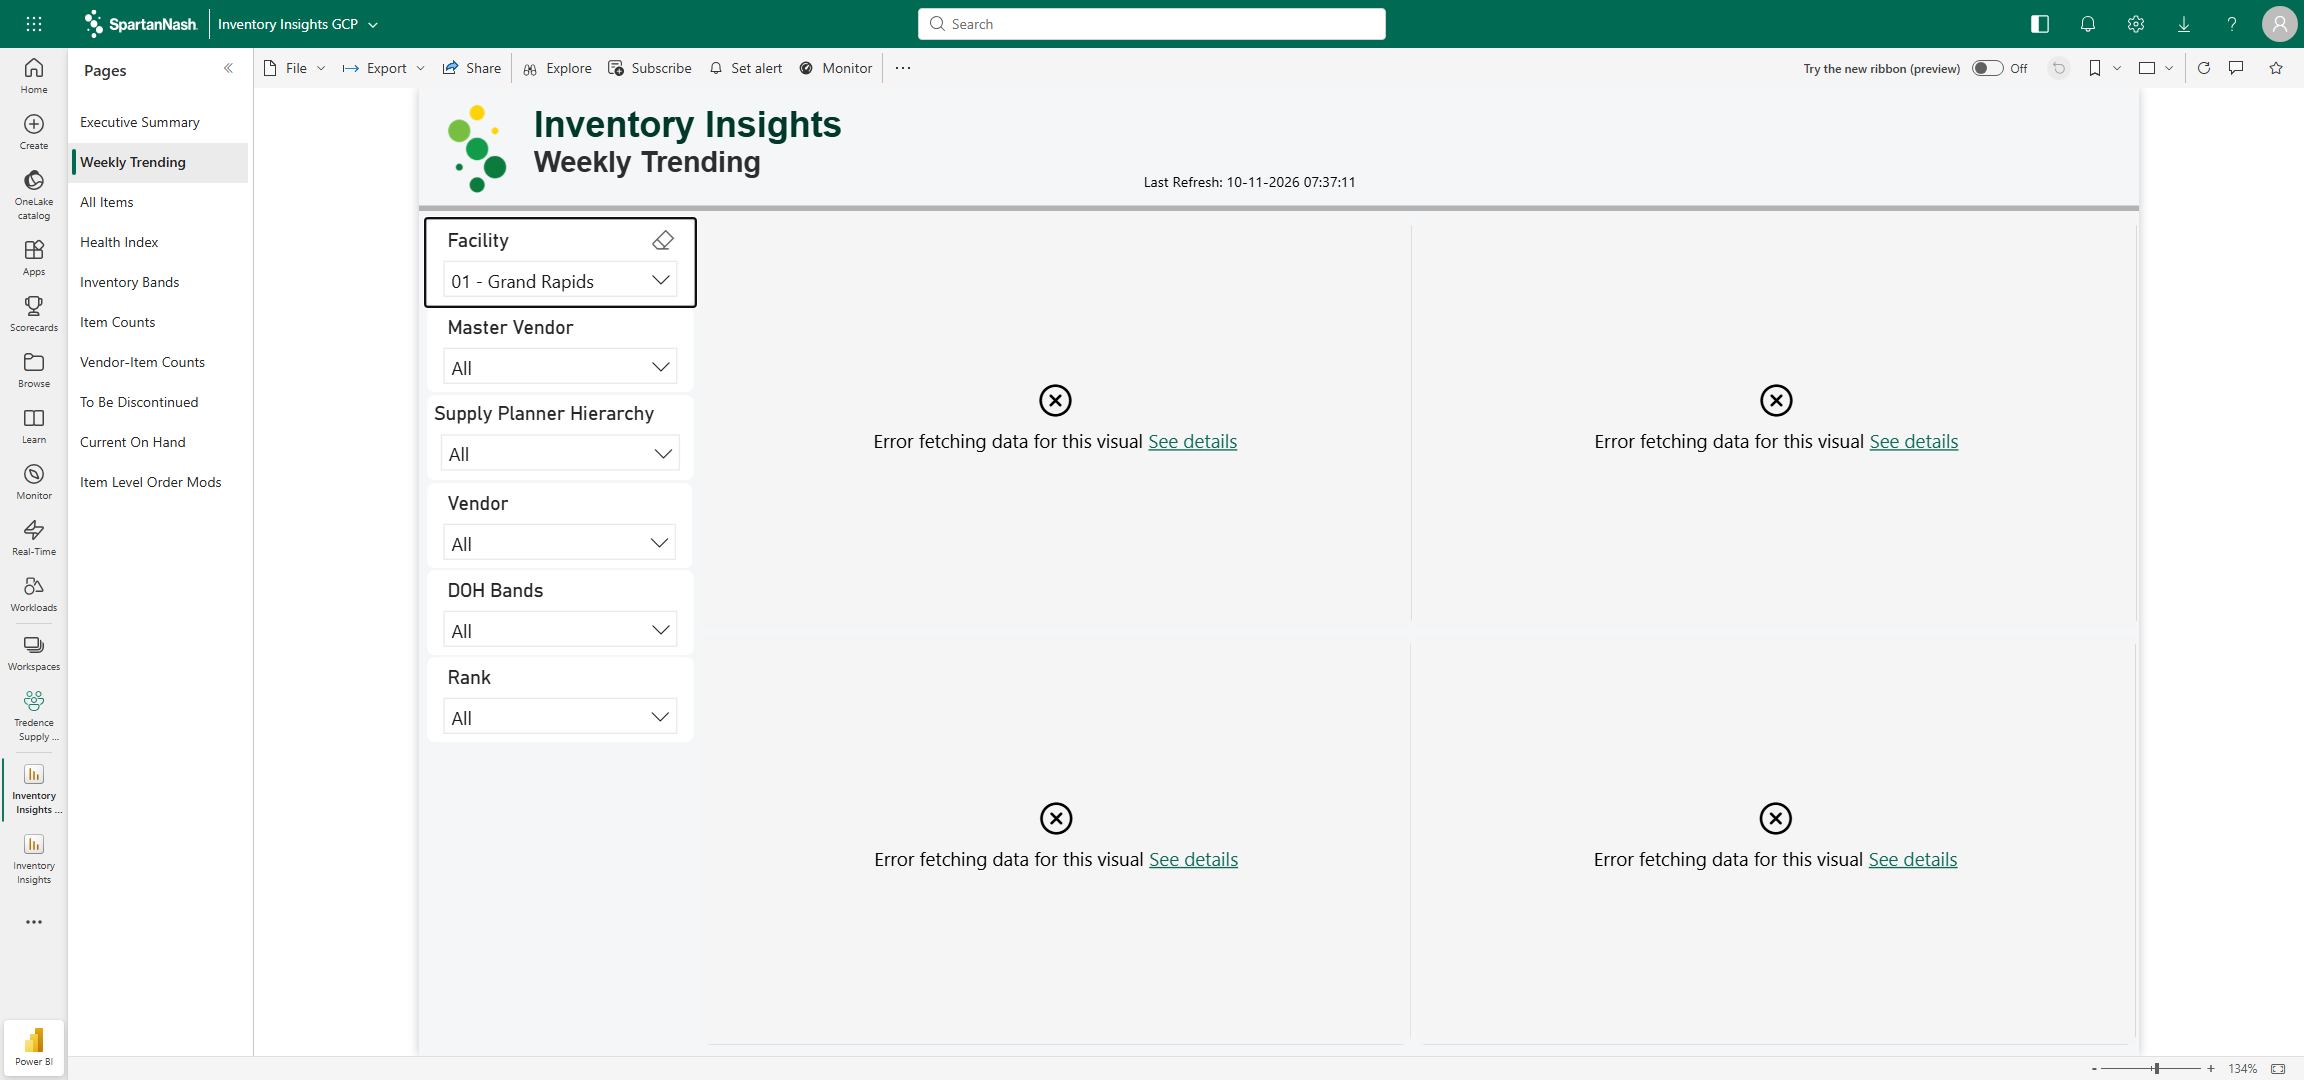 SpartanNash
Inventory Insights GCP
Search
Home
Create
OneLake
catalog
Apps
Scorecards
Browse
Learn
Monitor
Real-Time
Workloads
Workspaces
Tredence
Supply ...
Inventory
Insights ...
Inventory
Insights
Power BI
Pages
Executive Summary
Weekly Trending
All Items
Health Index
Inventory Bands
Item Counts
Vendor-Item Counts
To Be Discontinued
Current On Hand
Item Level Order Mods
File
Export
Share
Explore
Subscribe
Set alert
Monitor
Try the new ribbon (preview)
Off
Inventory Insights
Weekly Trending
Last Refresh: 10-11-2026 07:37:11
Facility
01 - Grand Rapids
Master Vendor
All
Supply Planner Hierarchy
All
Vendor
All
DOH Bands
All
Rank
All
Error fetching data for this visual See details
Error fetching data for this visual See details
Error fetching data for this visual See details
Error fetching data for this visual See details
- + 134%